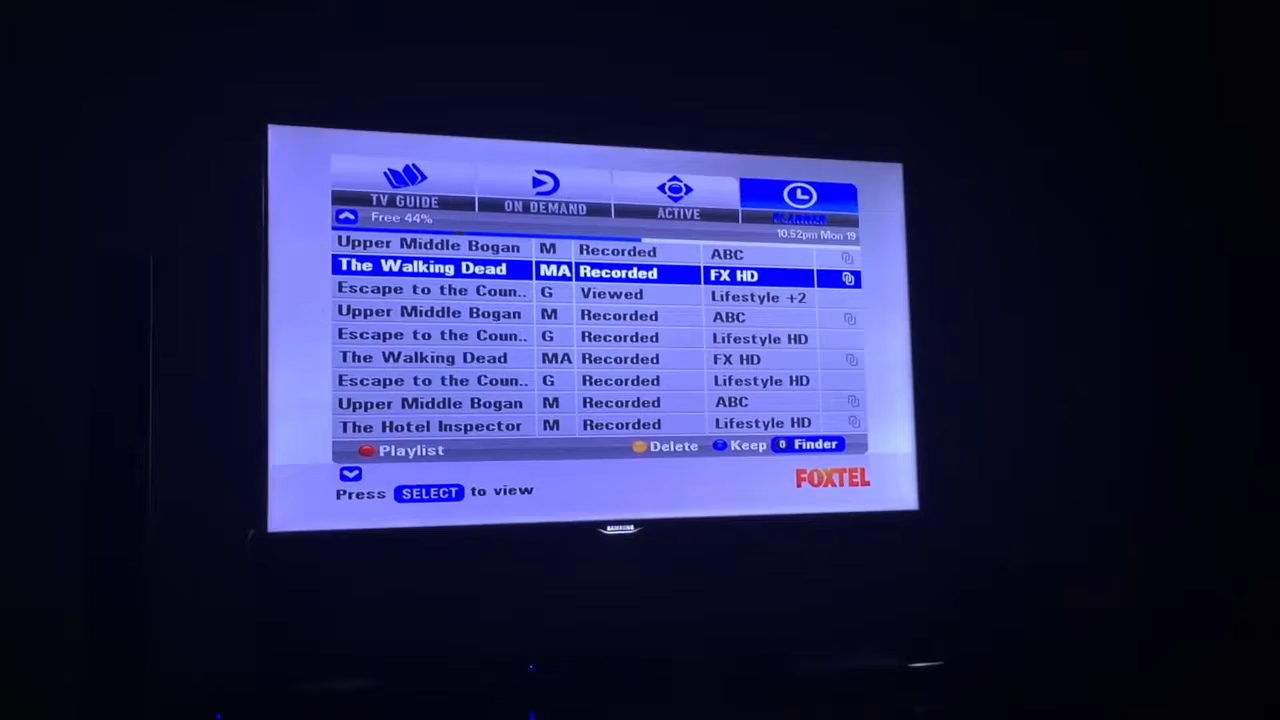 TV GUIDE ON DEMAND ACTIVE PLANNER
Free 44%
10.52pm Mon 19
Upper Middle Bogan M Recorded ABC
The Walking Dead MA Recorded FX HD
Escape to the Coun.. G Viewed Lifestyle +2
Upper Middle Bogan M Recorded ABC
Escape to the Coun.. G Recorded Lifestyle HD
The Walking Dead MA Recorded FX HD
Escape to the Coun.. G Recorded Lifestyle HD
Upper Middle Bogan M Recorded ABC
The Hotel Inspector M Recorded Lifestyle HD
Playlist Delete Keep 0 Finder
Press SELECT to view
FOXTEL
SAMSUNG